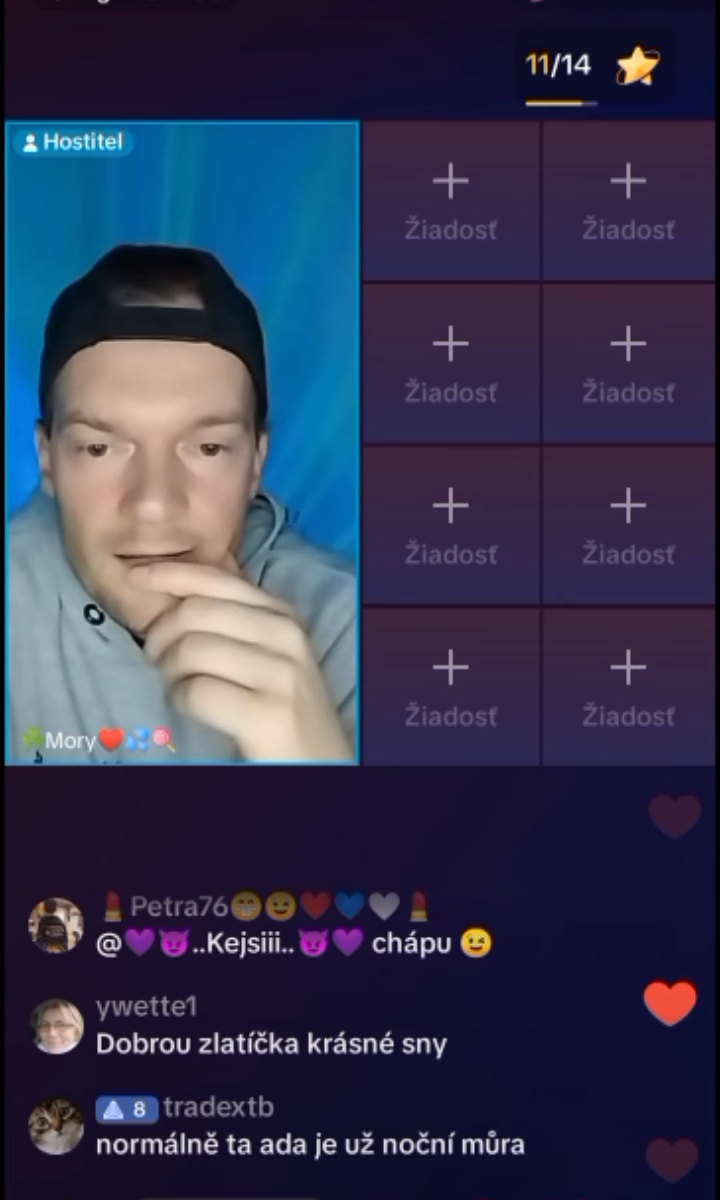 11/14
Hostitel
Žiadosť
Žiadosť
Žiadosť
Žiadosť
Žiadosť
Žiadosť
Žiadosť
Žiadosť
🍀Mory❤️💦🍭
💄Petra76😁😉❤️💙🤍💄
@💜😈..Kejsiii..😈💜 chápu 😉
ywette1
Dobrou zlatíčka krásné sny
8 tradextb
normálně ta ada je už noční můra